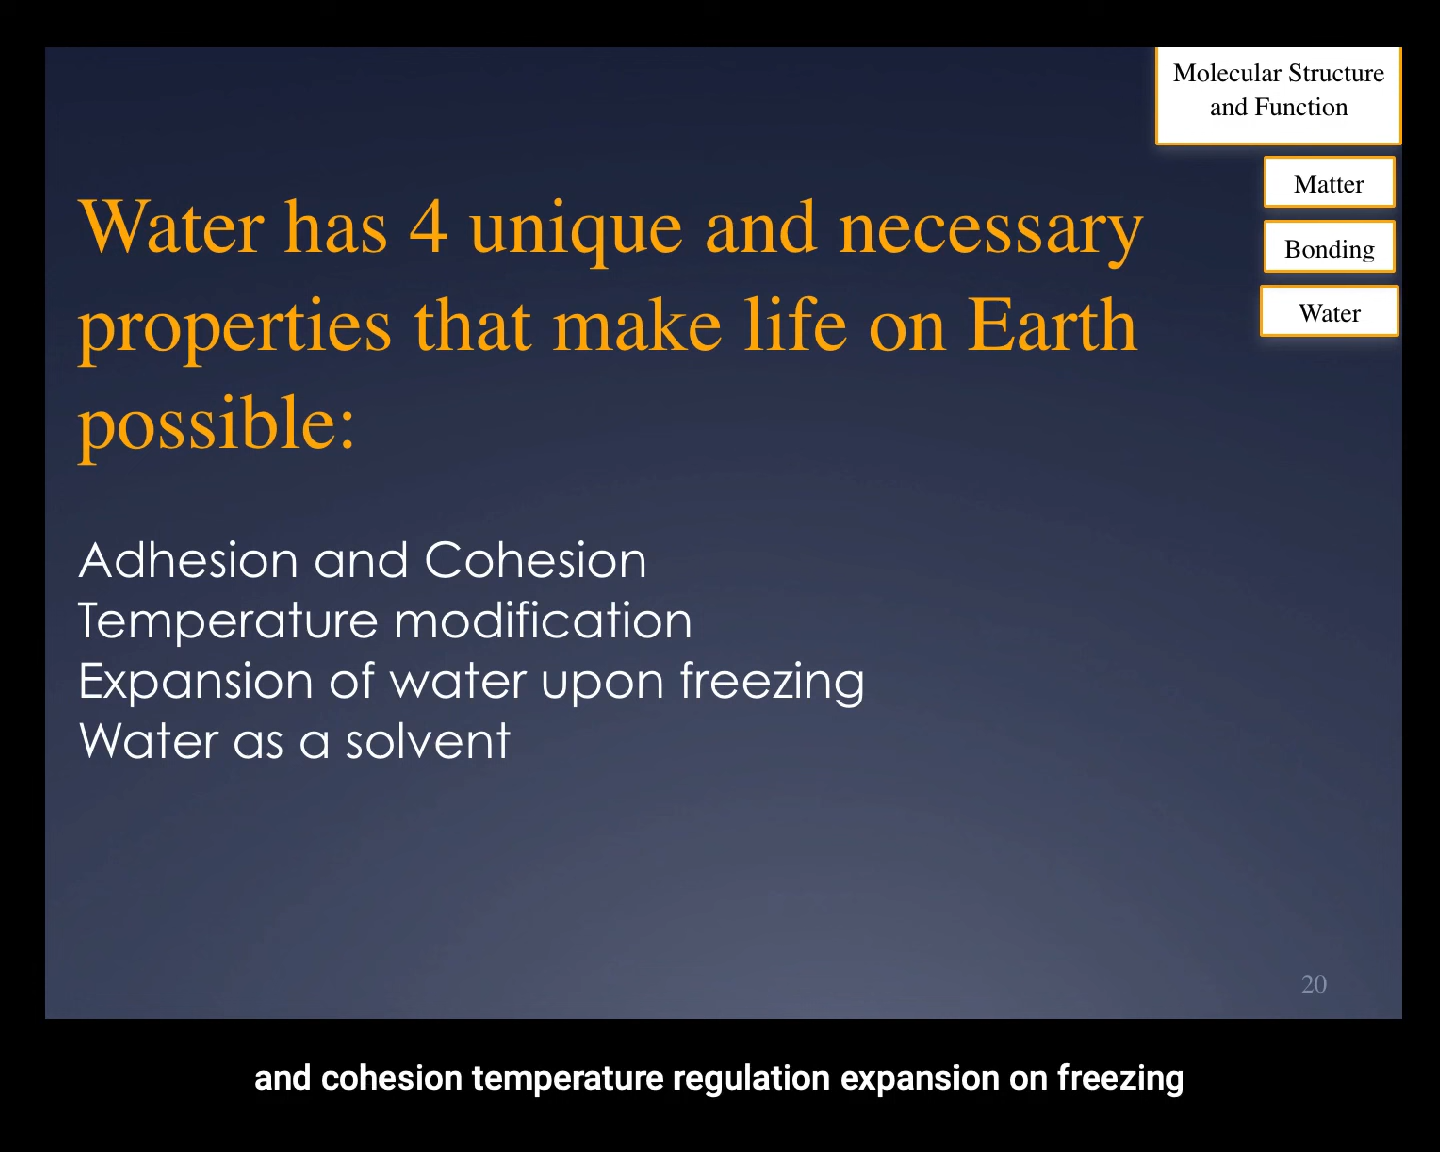 Molecular Structure
and Function
Matter
Bonding
Water
Water has 4 unique and necessary
properties that make life on Earth
possible:
Adhesion and Cohesion
Temperature modification
Expansion of water upon freezing
Water as a solvent
20
and cohesion temperature regulation expansion on freezing